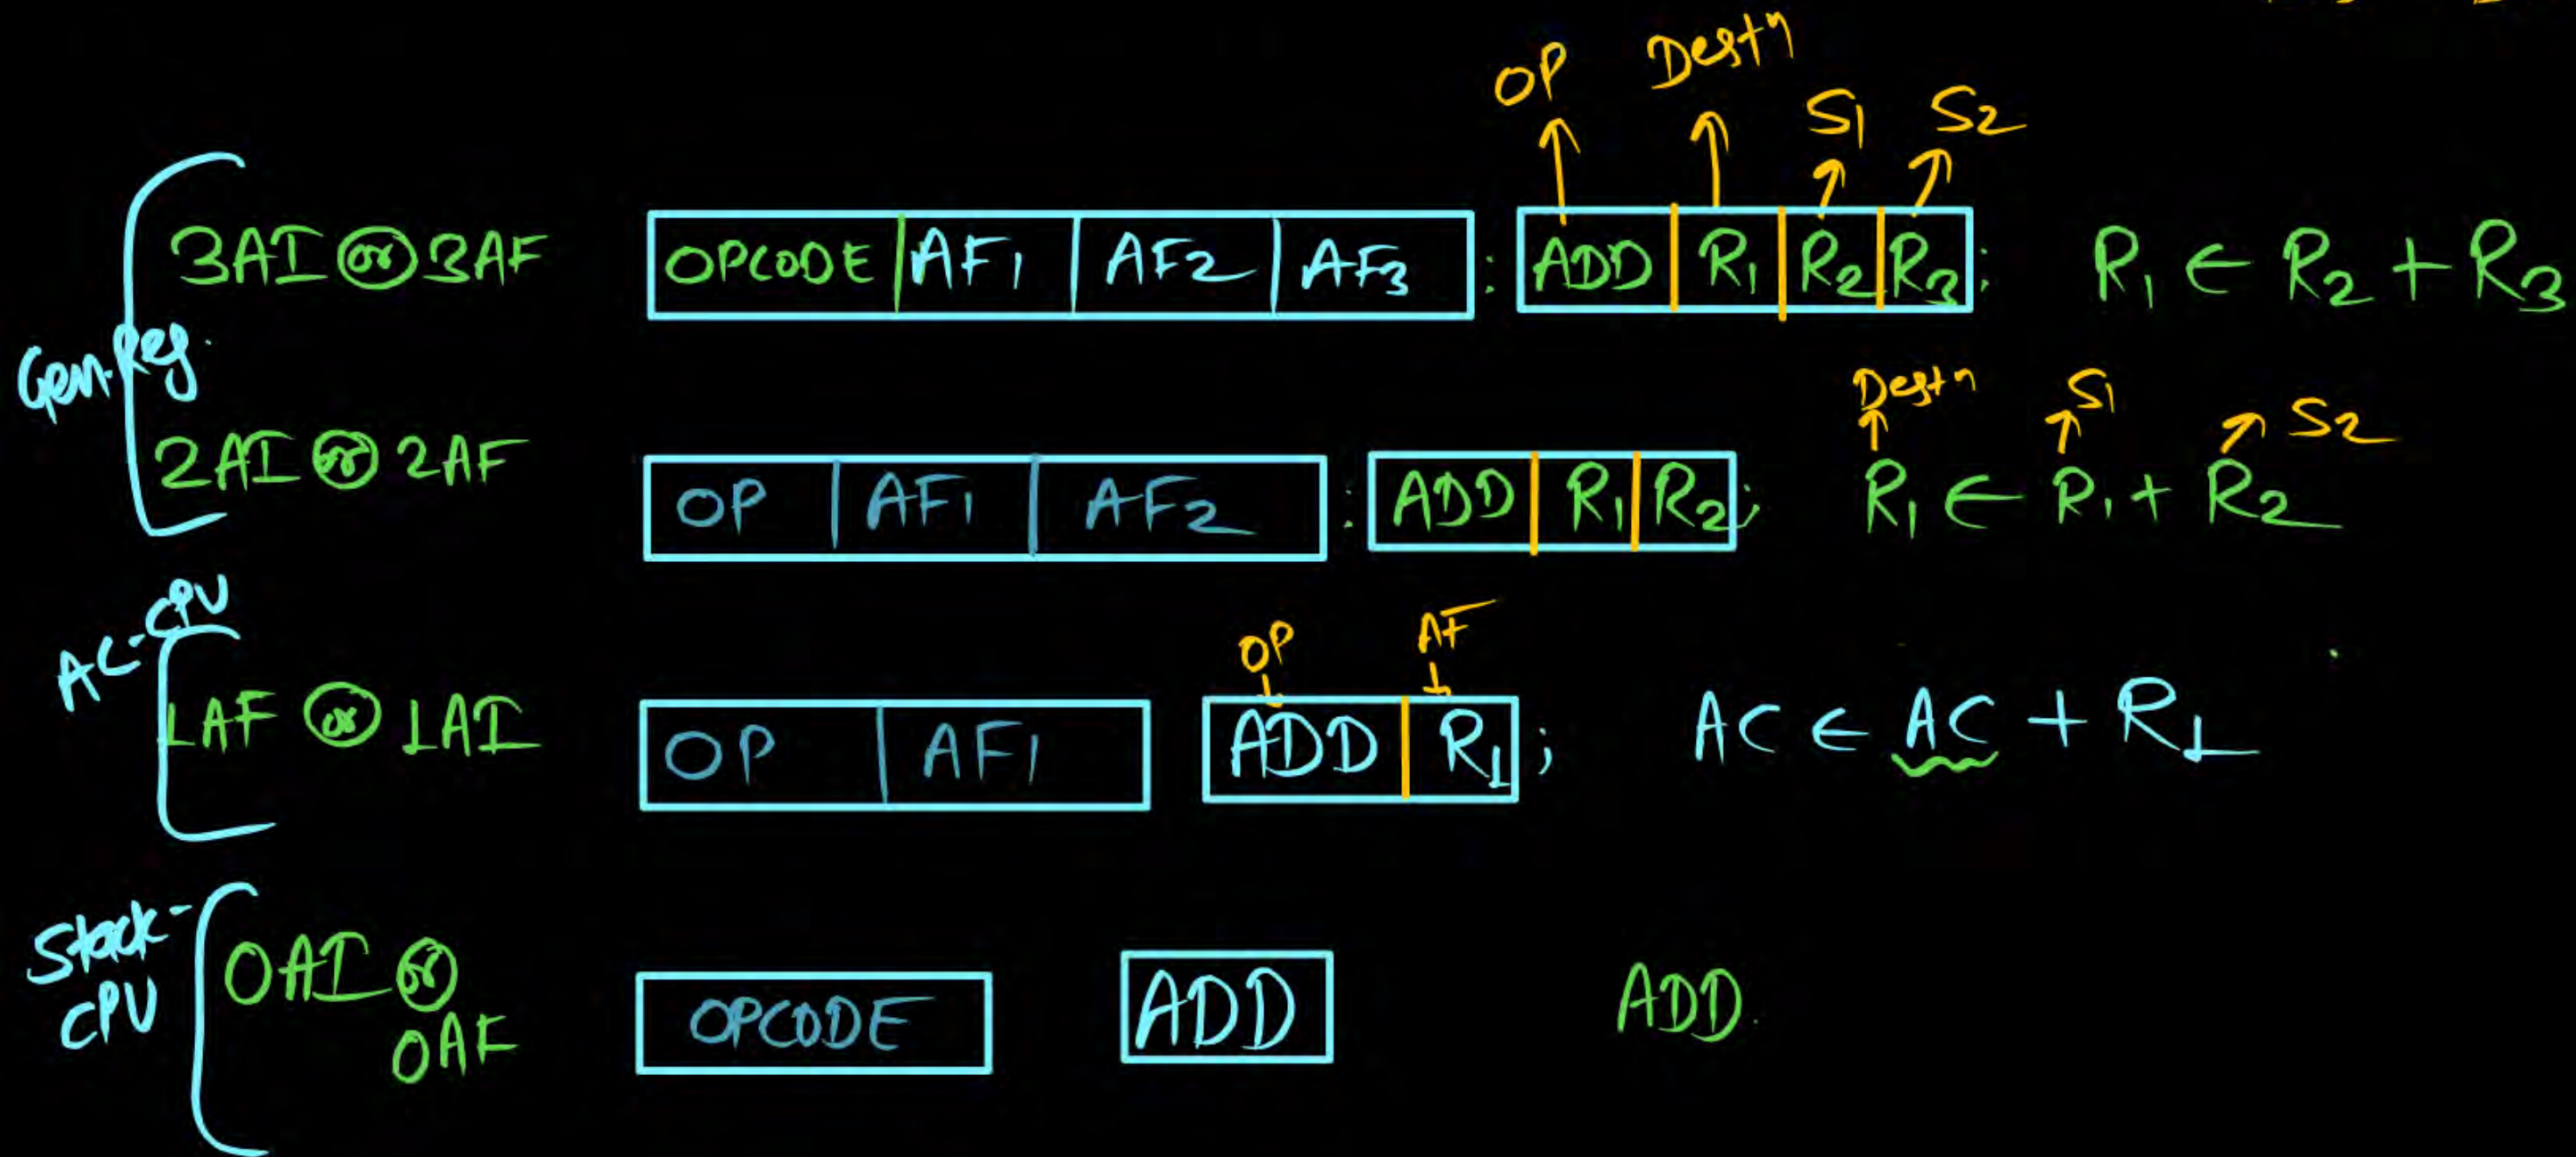 OP Destn S1 S2
3AI or 3AF OPCODE AF1 AF2 AF3 : ADD R1 R2 R3 ; R1 ← R2 + R3
Gen. Reg.
Destn S1 S2
2AI or 2AF OP AF1 AF2 : ADD R1 R2 ; R1 ← R1 + R2
AC-CPU
OP AF
1AF or 1AI OP AF1 ADD R1 ; AC ← AC + R1
Stack-CPU
0AI or 0AF OPCODE ADD ADD.